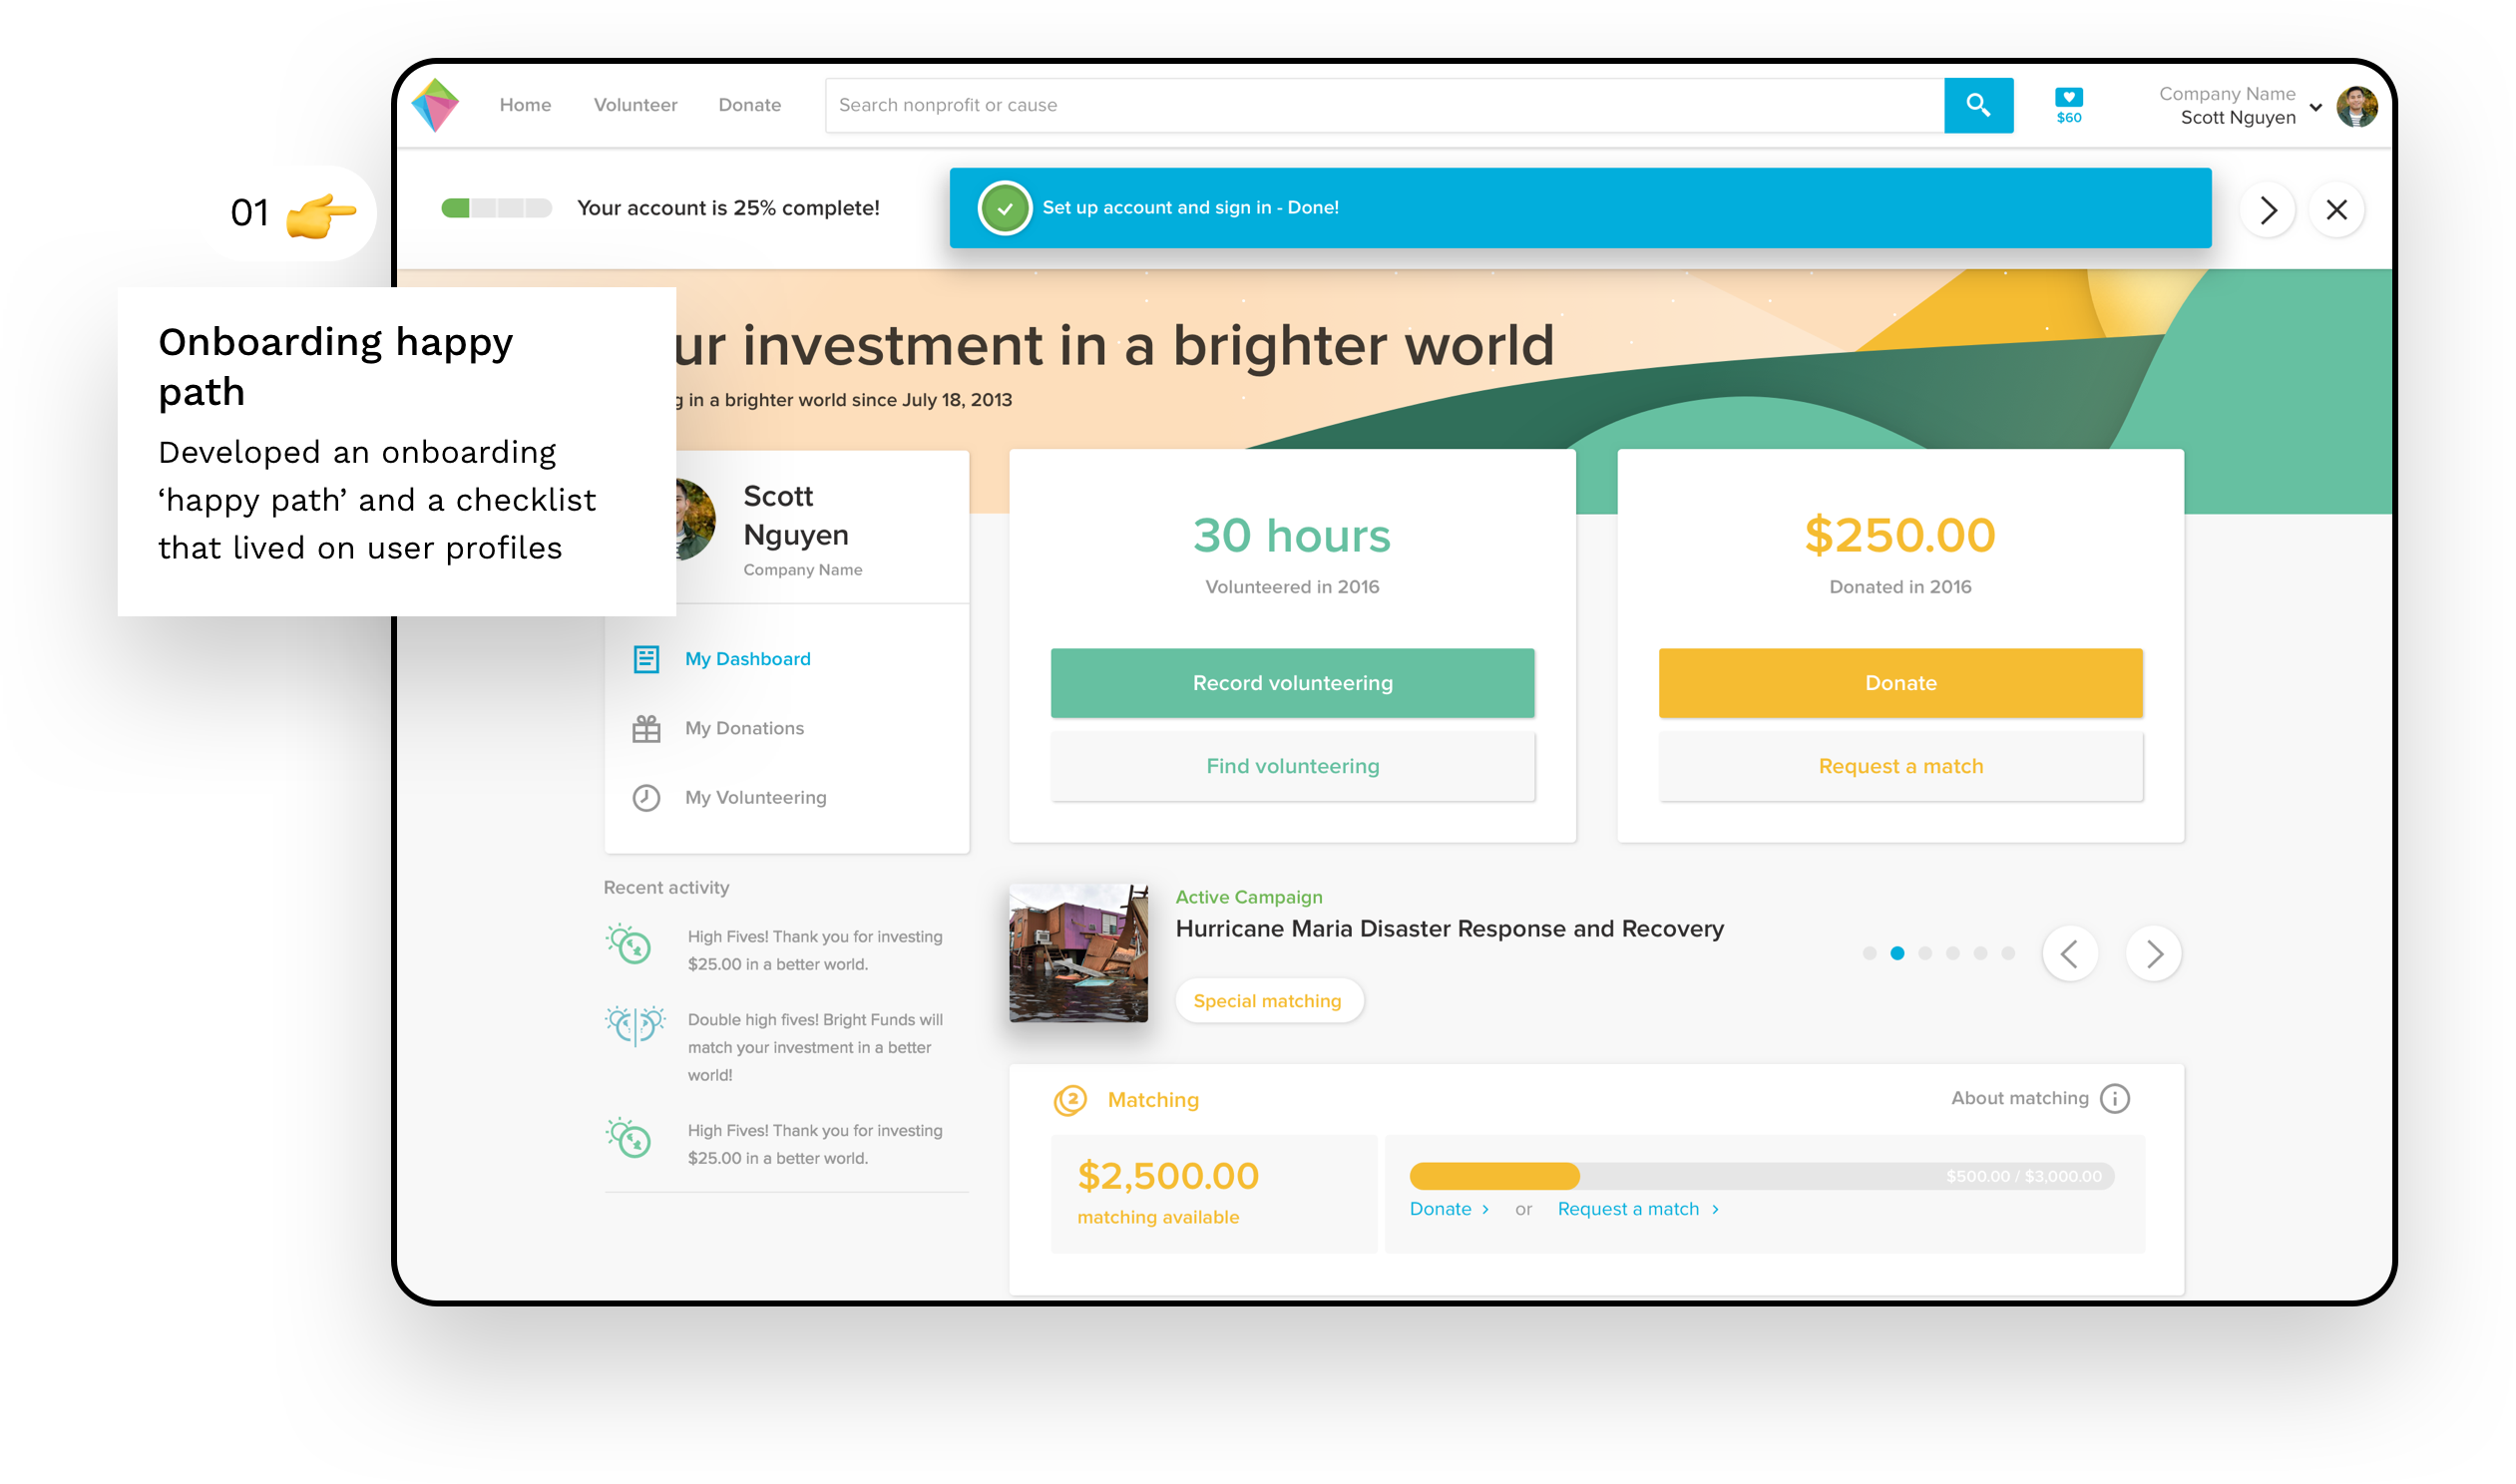 Home
Volunteer
Donate
Search nonprofit or cause
$60
Company Name
Scott Nguyen
01
Your account is 25% complete!
Set up account and sign in - Done!
Onboarding happy
path
Developed an onboarding
‘happy path’ and a checklist
that lived on user profiles
ur investment in a brighter world
g in a brighter world since July 18, 2013
Scott
Nguyen
Company Name
My Dashboard
My Donations
My Volunteering
30 hours
Volunteered in 2016
Record volunteering
Find volunteering
$250.00
Donated in 2016
Donate
Request a match
Recent activity
High Fives! Thank you for investing
$25.00 in a better world.
Double high fives! Bright Funds will
match your investment in a better
world!
High Fives! Thank you for investing
$25.00 in a better world.
Active Campaign
Hurricane Maria Disaster Response and Recovery
Special matching
2
Matching
About matching
$2,500.00
matching available
$500.00 / $3,000.00
Donate > or Request a match >